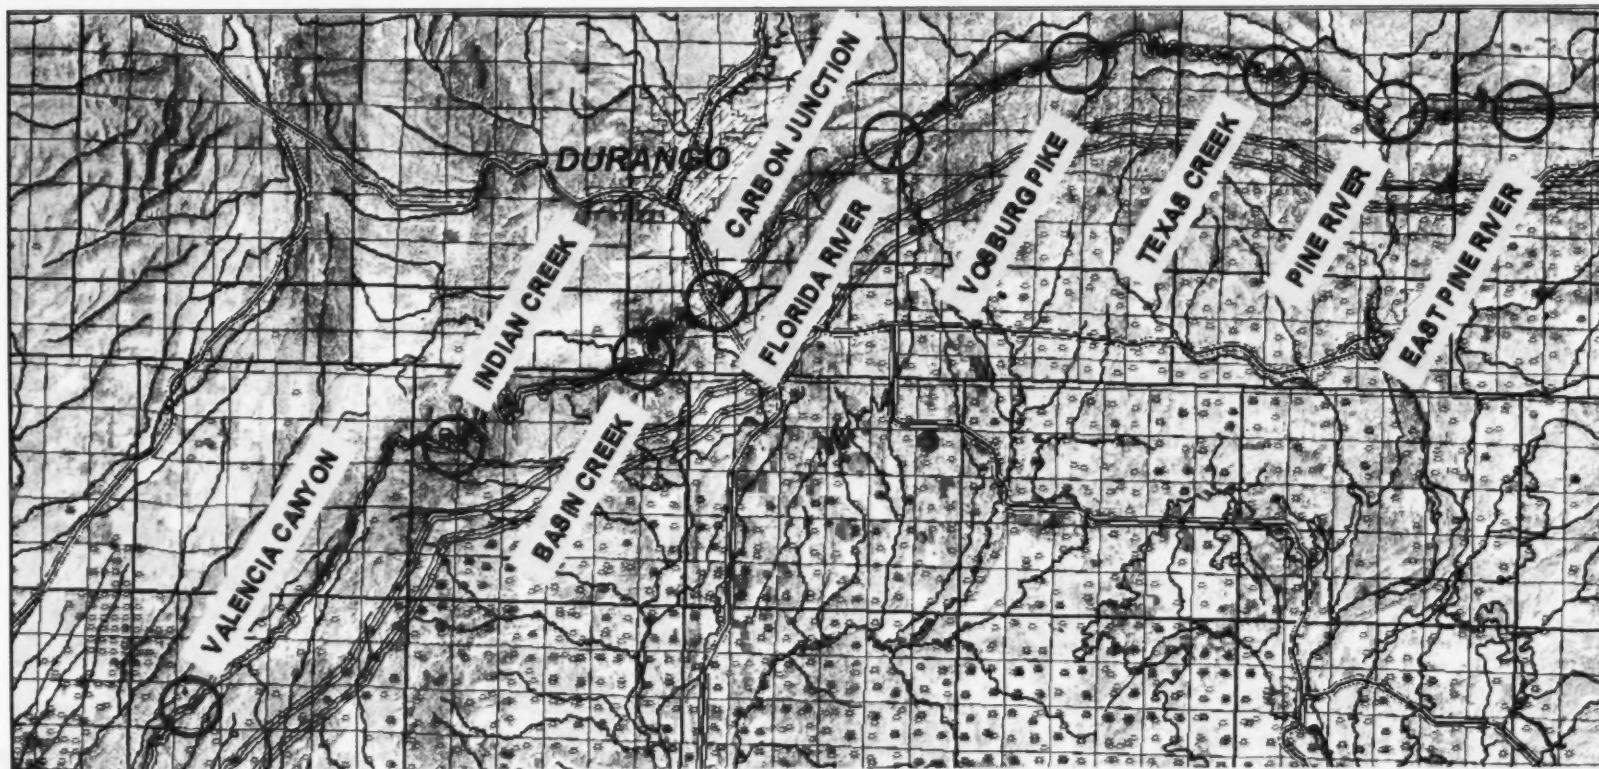 DURANGO
CARBON JUNCTION
INDIAN CREEK
FLORIDA RIVER
VOSBURG PIKE
TEXAS CREEK
PINE RIVER
EAST PINE RIVER
VALENCIA CANYON
BASIN CREEK